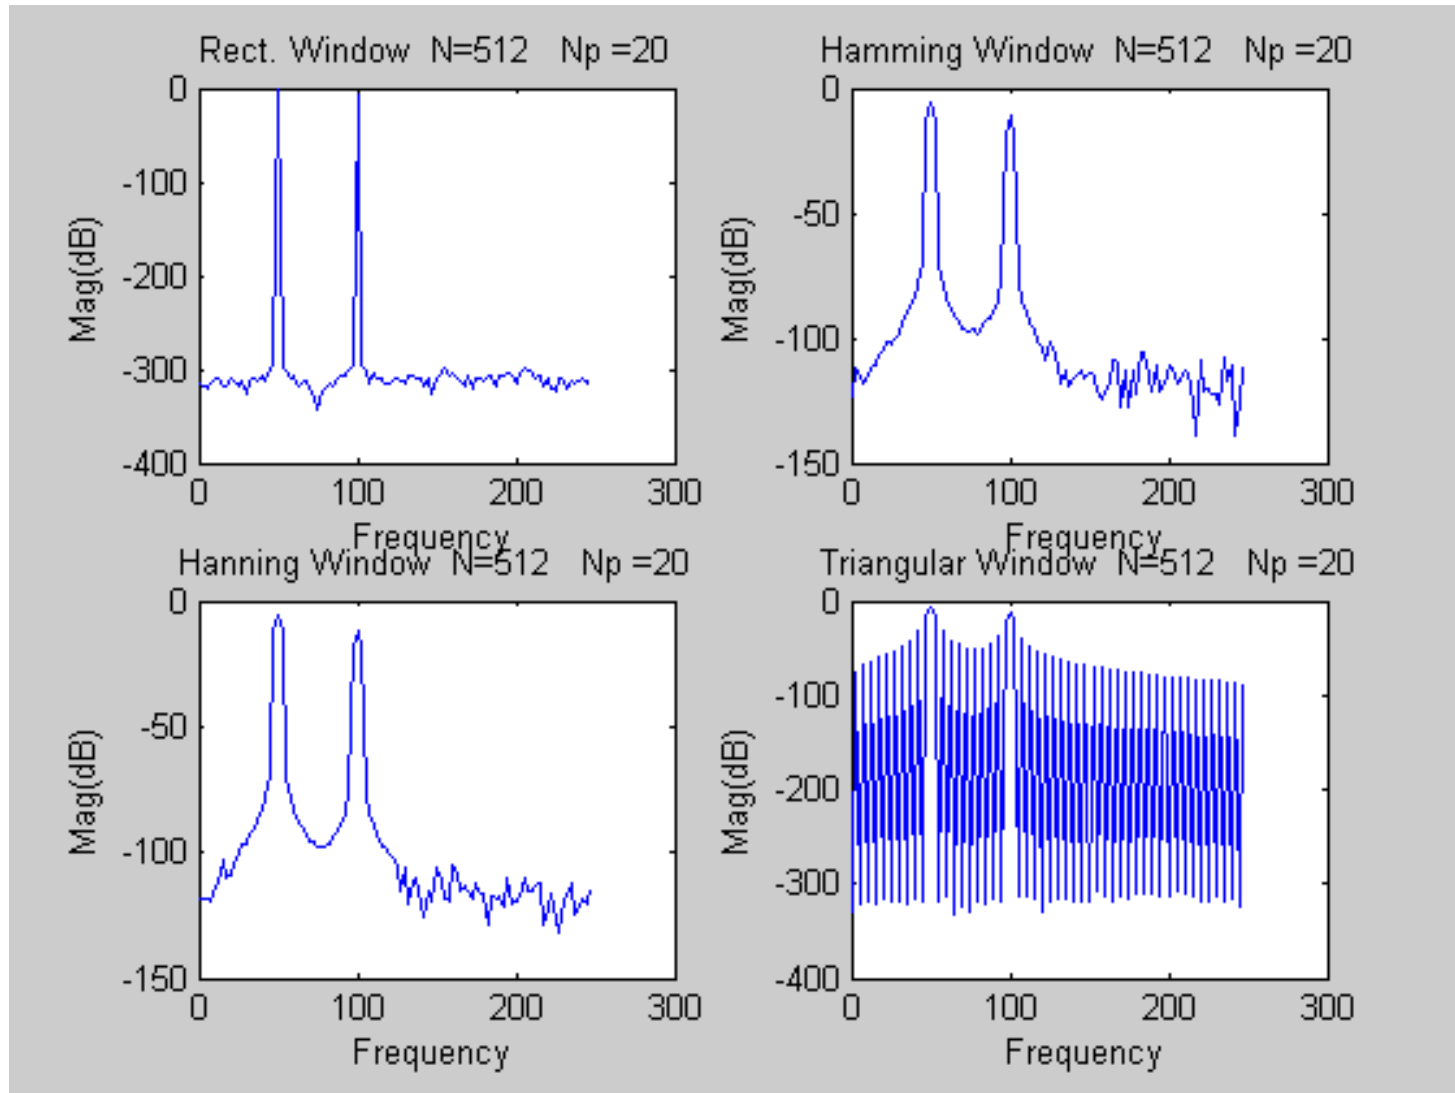 Rect. Window N=512 Np =20
0
-100
-200
-300
-400
Mag(dB)
0 100 200 300
Frequency
Hamming Window N=512 Np =20
0
-50
-100
-150
Mag(dB)
0 100 200 300
Frequency
Hanning Window N=512 Np =20
0
-50
-100
-150
Mag(dB)
0 100 200 300
Frequency
Triangular Window N=512 Np =20
0
-100
-200
-300
-400
Mag(dB)
0 100 200 300
Frequency